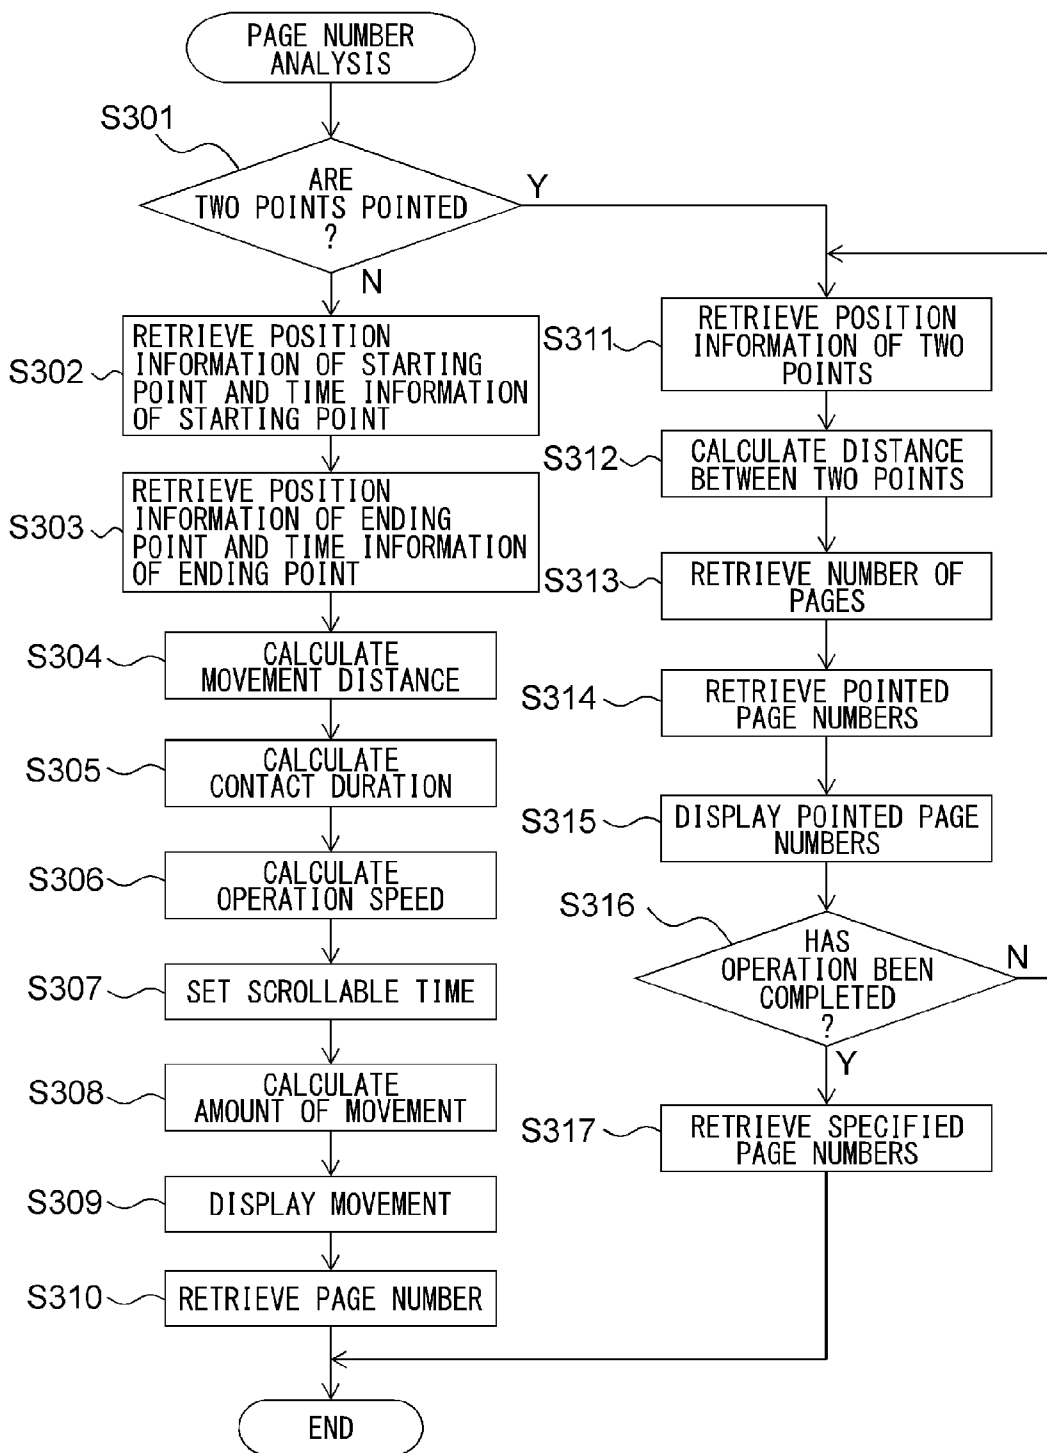 PAGE NUMBER
ANALYSIS
S301
ARE
TWO POINTS POINTED
?
Y
N
S302
RETRIEVE POSITION
INFORMATION OF STARTING
POINT AND TIME INFORMATION
OF STARTING POINT
S303
RETRIEVE POSITION
INFORMATION OF ENDING
POINT AND TIME INFORMATION
OF ENDING POINT
S304
CALCULATE
MOVEMENT DISTANCE
S305
CALCULATE
CONTACT DURATION
S306
CALCULATE
OPERATION SPEED
S307
SET SCROLLABLE TIME
S308
CALCULATE
AMOUNT OF MOVEMENT
S309
DISPLAY MOVEMENT
S310
RETRIEVE PAGE NUMBER
S311
RETRIEVE POSITION
INFORMATION OF TWO
POINTS
S312
CALCULATE DISTANCE
BETWEEN TWO POINTS
S313
RETRIEVE NUMBER OF
PAGES
S314
RETRIEVE POINTED
PAGE NUMBERS
S315
DISPLAY POINTED PAGE
NUMBERS
S316
HAS
OPERATION BEEN
COMPLETED
?
N
Y
S317
RETRIEVE SPECIFIED
PAGE NUMBERS
END